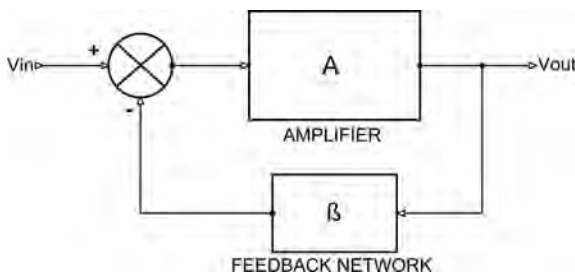 Vin
+
-
A
AMPLIFIER
Vout
ß
FEEDBACK NETWORK